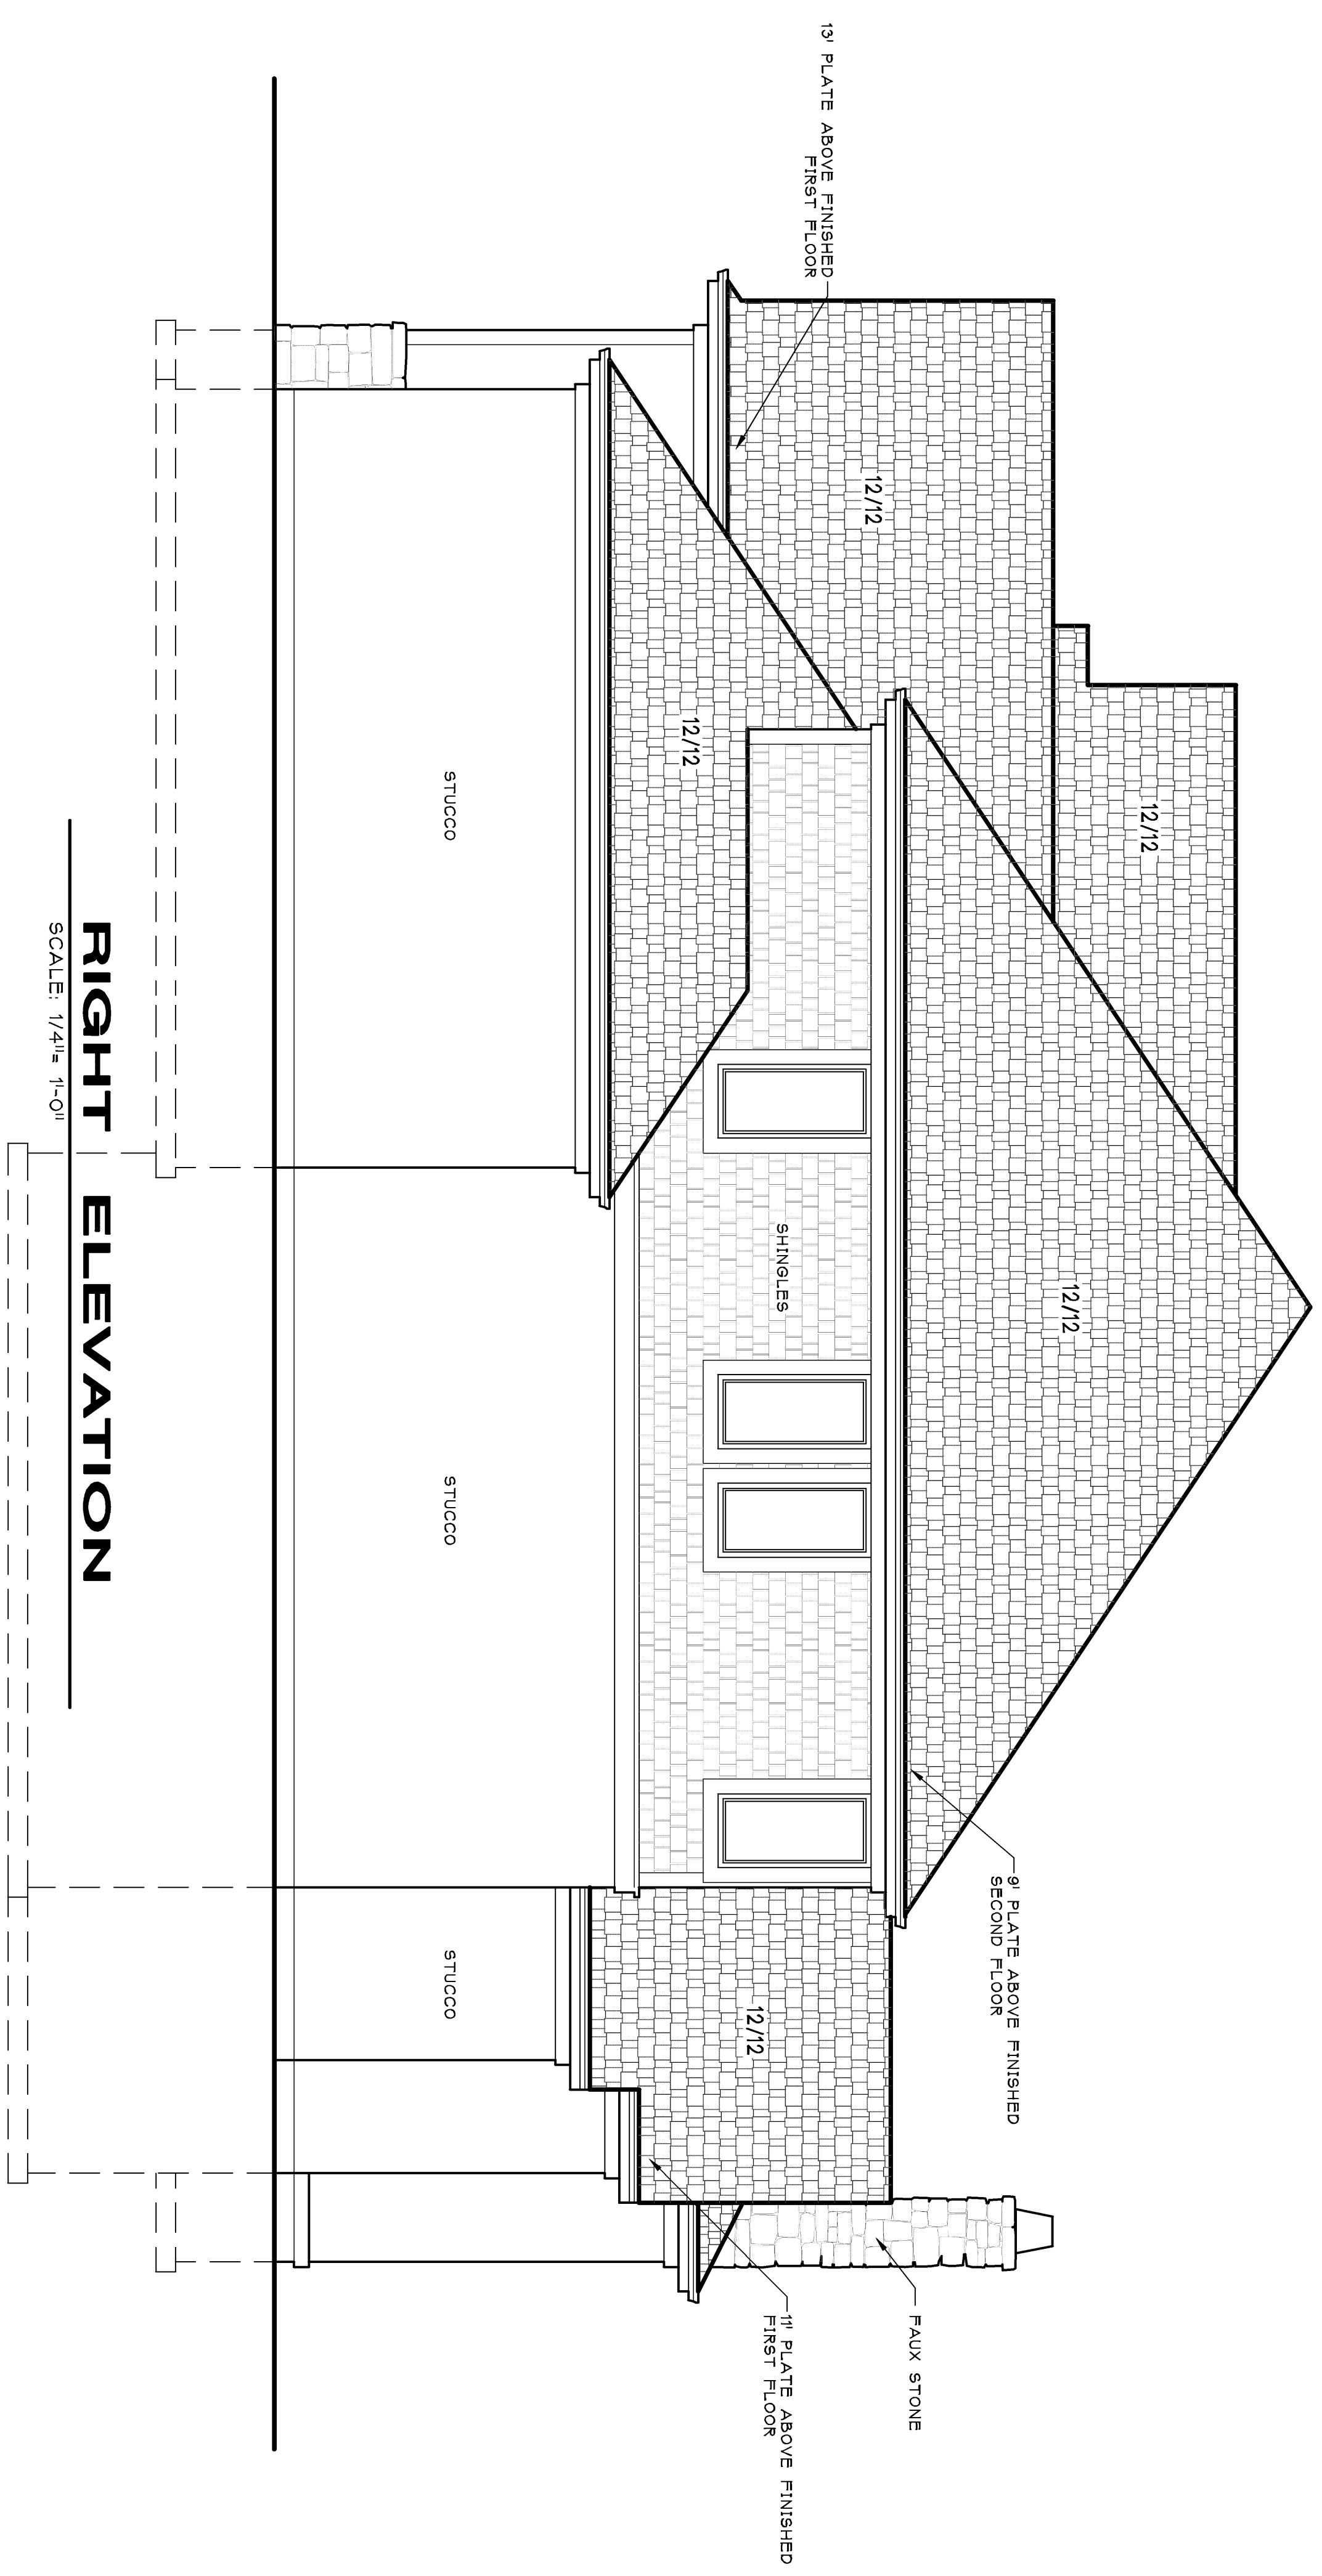 12/12
9' PLATE ABOVE FINISHED
SECOND FLOOR
13' PLATE ABOVE FINISHED
FIRST FLOOR
12/12
12/12
FAUX STONE
SHINGLES
12/12
12/12
11' PLATE ABOVE FINISHED
FIRST FLOOR
STUCCO
STUCCO
STUCCO
RIGHT ELEVATION
SCALE: 1/4"= 1'-0"